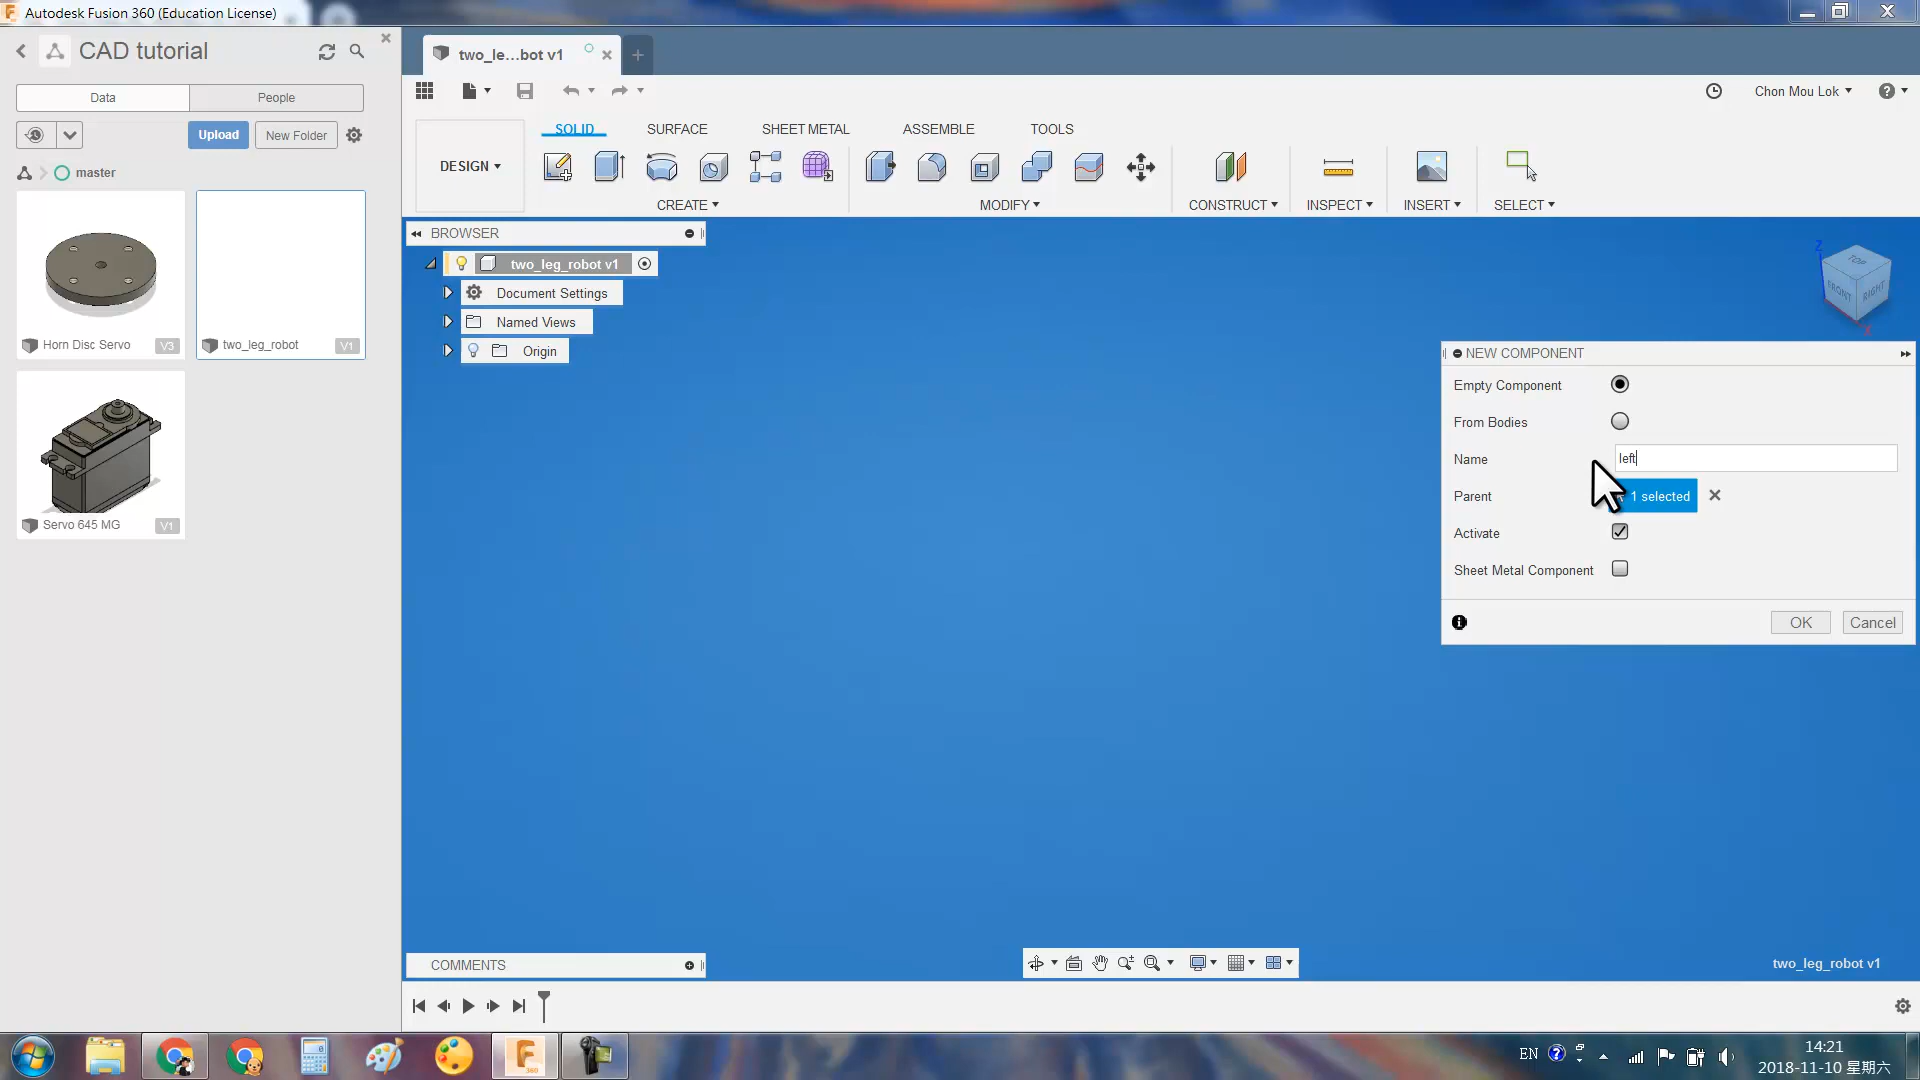 Autodesk Fusion 360 (Education License)
CAD tutorial
Data
People
Upload
New Folder
master
Horn Disc Servo
V3
two_leg_robot
V1
Servo 645 MG
V1
two_le...bot v1
Chon Mou Lok
DESIGN
SOLID
SURFACE
SHEET METAL
ASSEMBLE
TOOLS
CREATE
MODIFY
CONSTRUCT
INSPECT
INSERT
SELECT
BROWSER
two_leg_robot v1
Document Settings
Named Views
Origin
Z
TOP
FRONT
RIGHT
X
NEW COMPONENT
Empty Component
From Bodies
Name
left
Parent
1 selected
Activate
Sheet Metal Component
OK
Cancel
COMMENTS
two_leg_robot v1
360
EN
14:21
2018-11-10 星期六